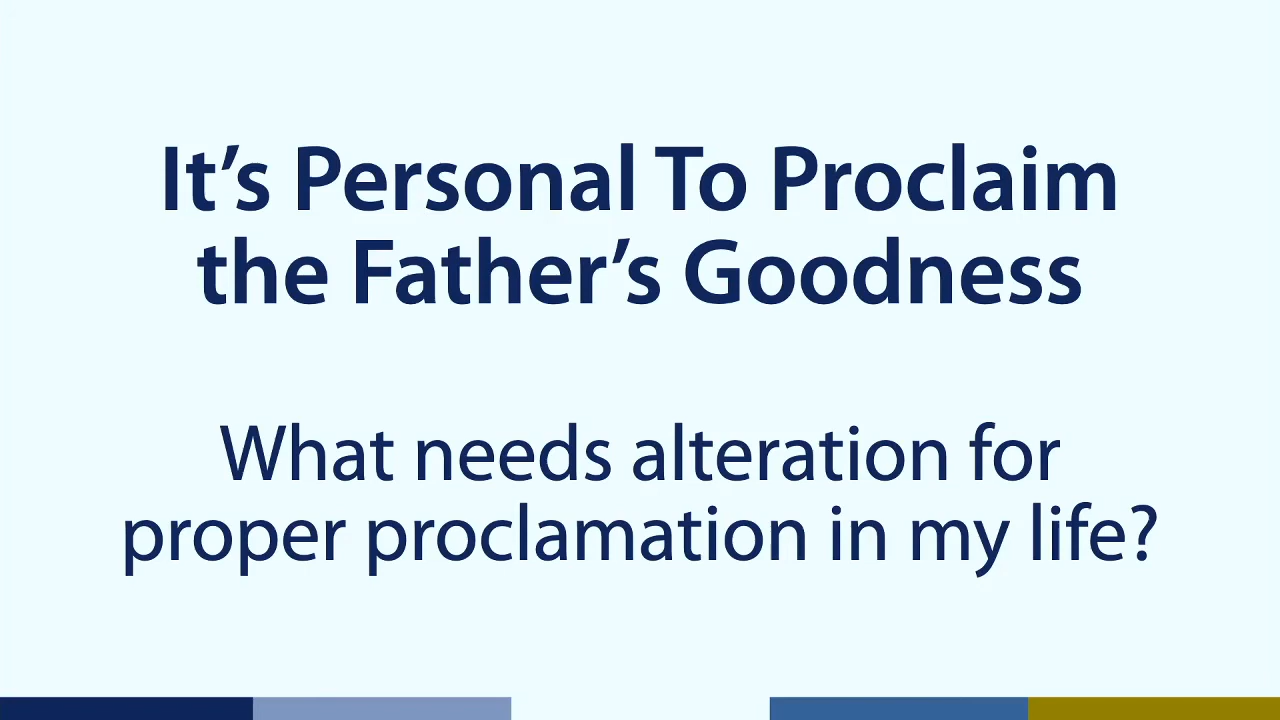 It’s Personal To Proclaim
the Father’s Goodness
What needs alteration for
proper proclamation in my life?